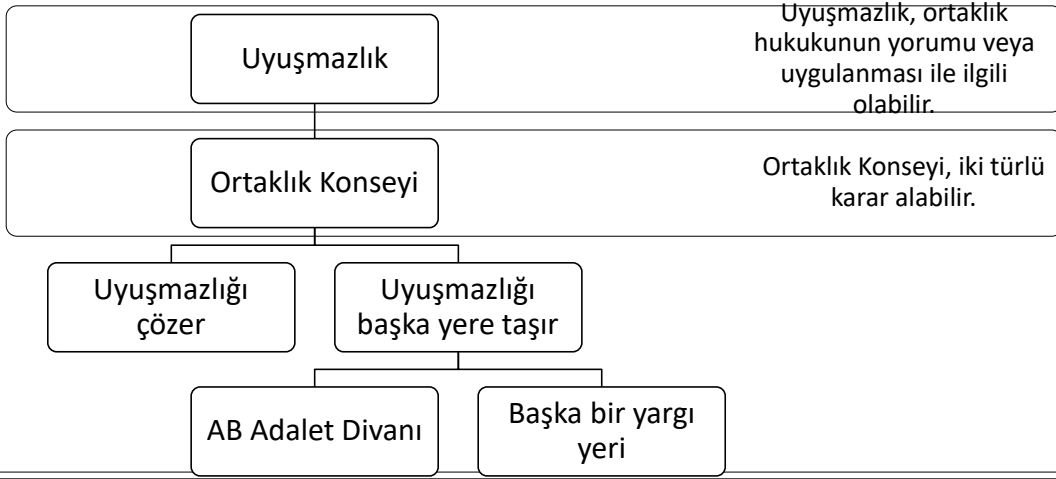 Uyuşmazlık
Uyuşmazlık, ortaklık
hukukunun yorumu veya
uygulanması ile ilgili
olabilir.
Ortaklık Konseyi
Ortaklık Konseyi, iki türlü
karar alabilir.
Uyuşmazlığı
çözer
Uyuşmazlığı
başka yere taşır
AB Adalet Divanı
Başka bir yargı
yeri